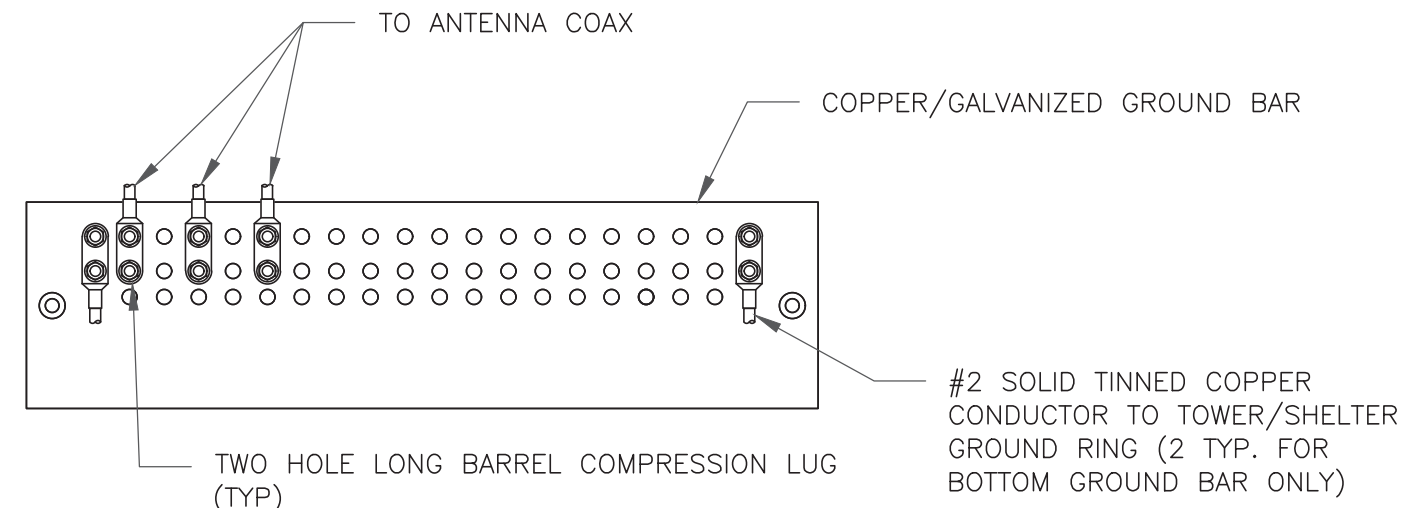 TO ANTENNA COAX
COPPER/GALVANIZED GROUND BAR
#2 SOLID TINNED COPPER
CONDUCTOR TO TOWER/SHELTER
GROUND RING (2 TYP. FOR
BOTTOM GROUND BAR ONLY)
TWO HOLE LONG BARREL COMPRESSION LUG
(TYP)